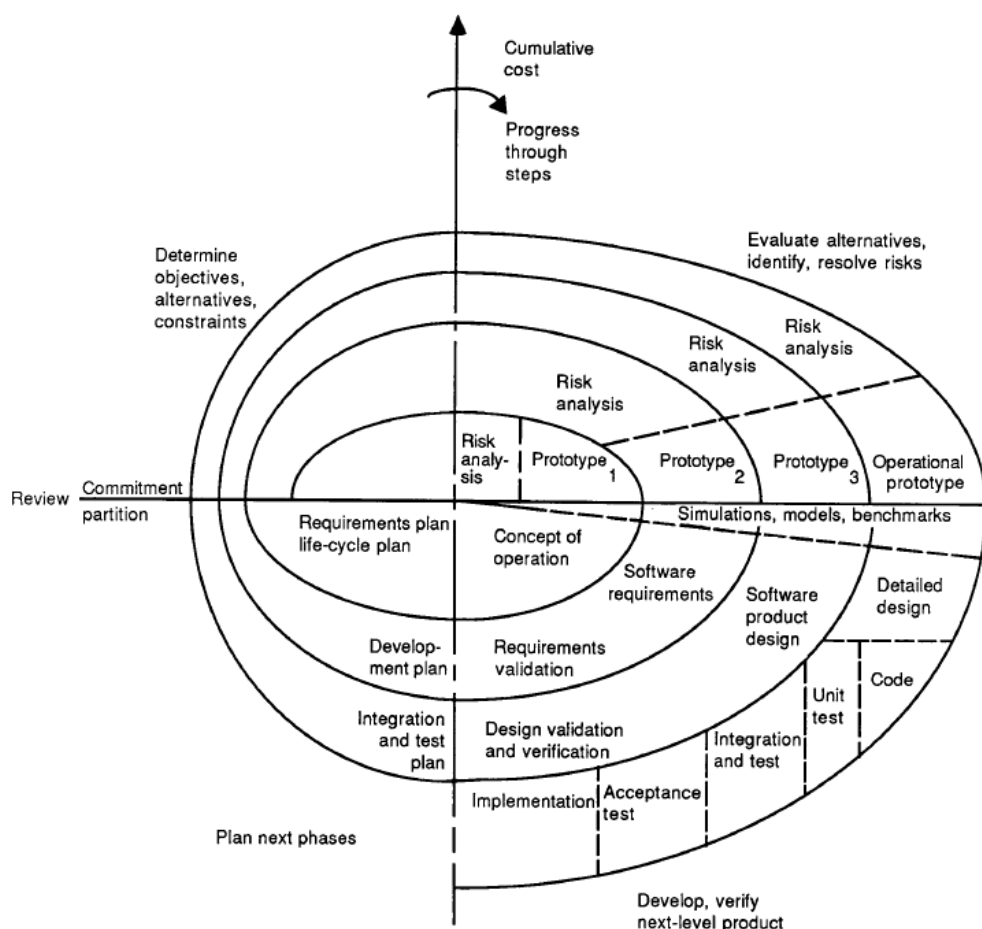 Cumulative
cost
Progress
through
steps
Determine
objectives,
alternatives,
constraints
Evaluate alternatives,
identify, resolve risks
Risk
analysis
Risk
analysis
Risk
analysis
Risk
analy-
sis
Prototype 1
Prototype 2
Prototype 3
Operational
prototype
Review
Commitment
partition
Simulations, models, benchmarks
Requirements plan
life-cycle plan
Concept of
operation
Software
requirements
Software
product
design
Detailed
design
Develop-
ment plan
Requirements
validation
Code
Unit
test
Integration
and test
plan
Design validation
and verification
Integration
and test
Acceptance
test
Implementation
Plan next phases
Develop, verify
next-level product